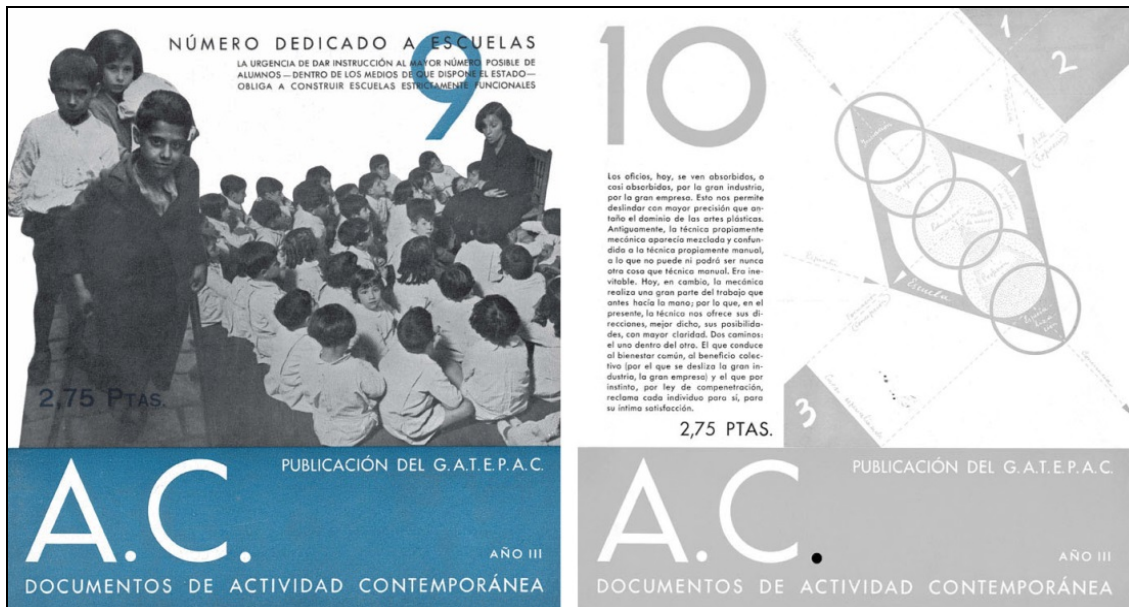 NÚMERO DEDICADO A ESCUELAS
LA URGENCIA DE DAR INSTRUCCIÓN AL MAYOR NÚMERO POSIBLE DE
ALUMNOS — DENTRO DE LOS MEDIOS DE QUE DISPONE EL ESTADO —
OBLIGA A CONSTRUIR ESCUELAS ESTRICTAMENTE FUNCIONALES
9
2,75 PTAS.
A.C.
PUBLICACIÓN DEL G.A.T.E.P.A.C.
AÑO III
DOCUMENTOS DE ACTIVIDAD CONTEMPORÁNEA
10
Los oficios, hoy, se ven absorbidos, o
casi absorbidos, por la gran industria,
por la gran empresa. Esto nos permite
deslindar con mayor precisión que an-
taño el dominio de las artes plásticas.
Antiguamente, la técnica propiamente
mecánica aparecía mezclada y confun-
dida a la técnica propiamente manual,
a lo que no puede ni podrá ser nunca
otra cosa que técnica manual. Era ine-
vitable. Hoy, en cambio, la mecánica
realiza una gran parte del trabajo que
antes hacía la mano; por lo que, en el
presente, la técnica nos ofrece sus di-
recciones, mejor dicho, sus posibilida-
des, con mayor claridad. Dos caminos:
el uno dentro del otro. El que conduce
al bienestar común, al beneficio colec-
tivo (por el que se desliza la gran in-
dustria, la gran empresa) y el que por
instinto, por ley de compenetración,
reclama cada individuo para sí, para
su íntima satisfacción.
2,75 PTAS.
1
2
Escuela
3
A.C.
PUBLICACIÓN DEL G.A.T.E.P.A.C.
AÑO III
DOCUMENTOS DE ACTIVIDAD CONTEMPORÁNEA